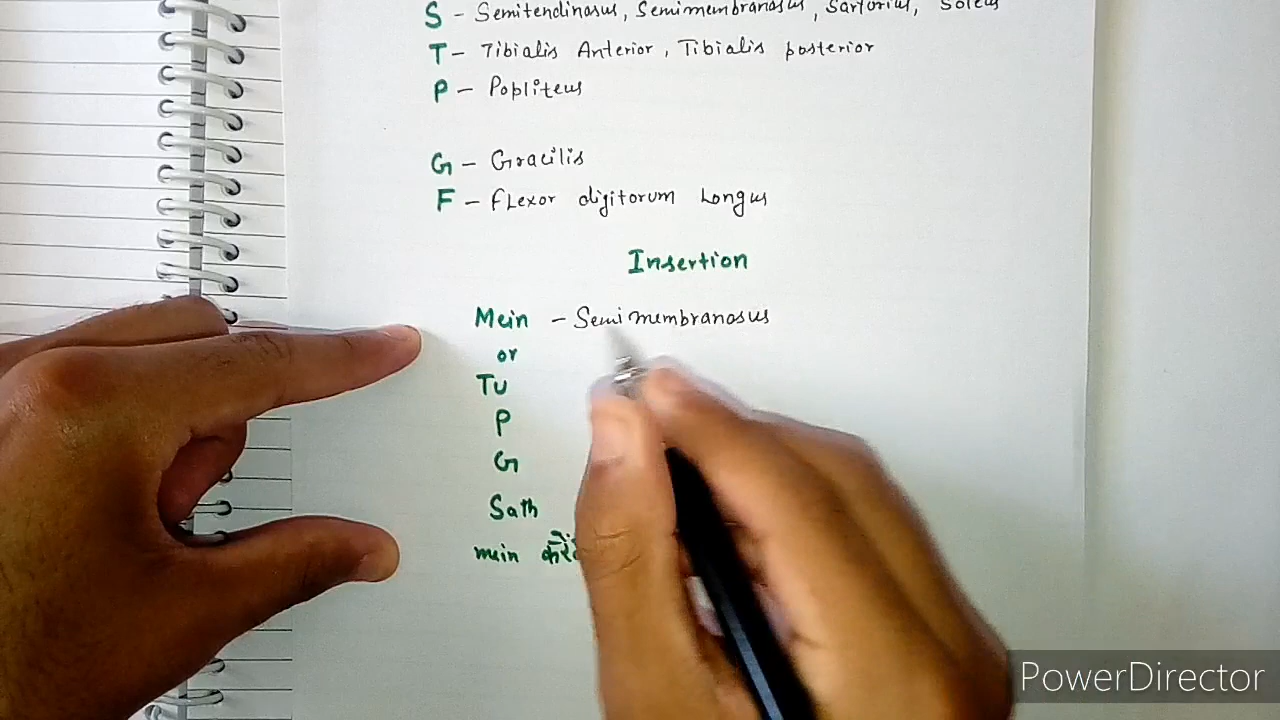 S - Semitendinosus, Semimembranosus, Sartorius, Soleus
T - Tibialis Anterior, Tibialis posterior
P - Popliteus
G - Gracilis
F - flexor digitorum Longus
Insertion
Mein - Semimembranosus
or
Tu
P
G
Sath
mein
PowerDirector